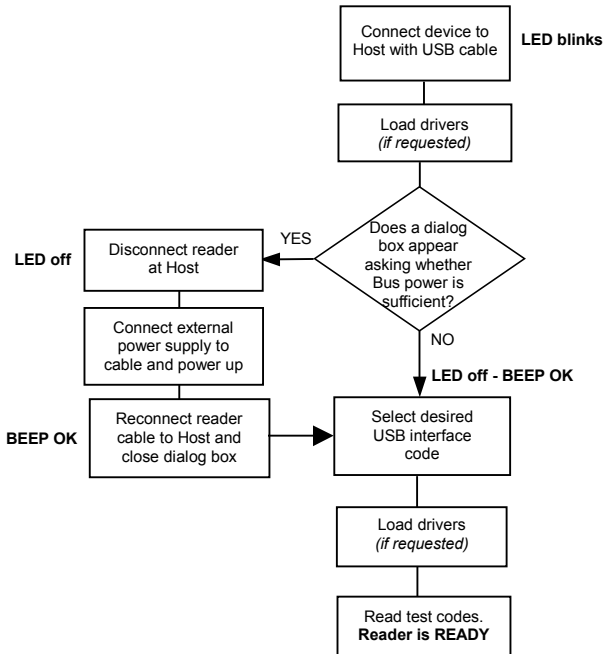 Connect device to
Host with USB cable
LED blinks
Load drivers
(if requested)
Does a dialog
box appear
asking whether
Bus power is
sufficient?
YES
Disconnect reader
at Host
LED off
Connect external
power supply to
cable and power up
NO
LED off - BEEP OK
BEEP OK
Reconnect reader
cable to Host and
close dialog box
Select desired
USB interface
code
Load drivers
(if requested)
Read test codes.
Reader is READY